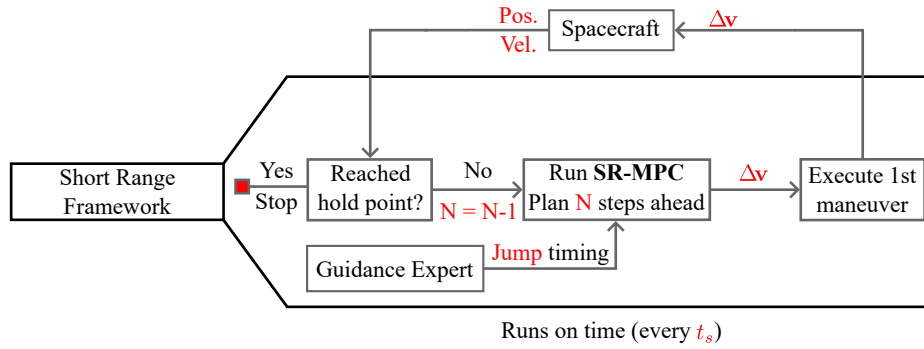 Pos.
Vel.
Spacecraft
Δv
Short Range
Framework
Yes
Stop
Reached
hold point?
No
N = N-1
Run SR-MPC
Plan N steps ahead
Δv
Execute 1st
maneuver
Guidance Expert
Jump timing
Runs on time (every t_s)